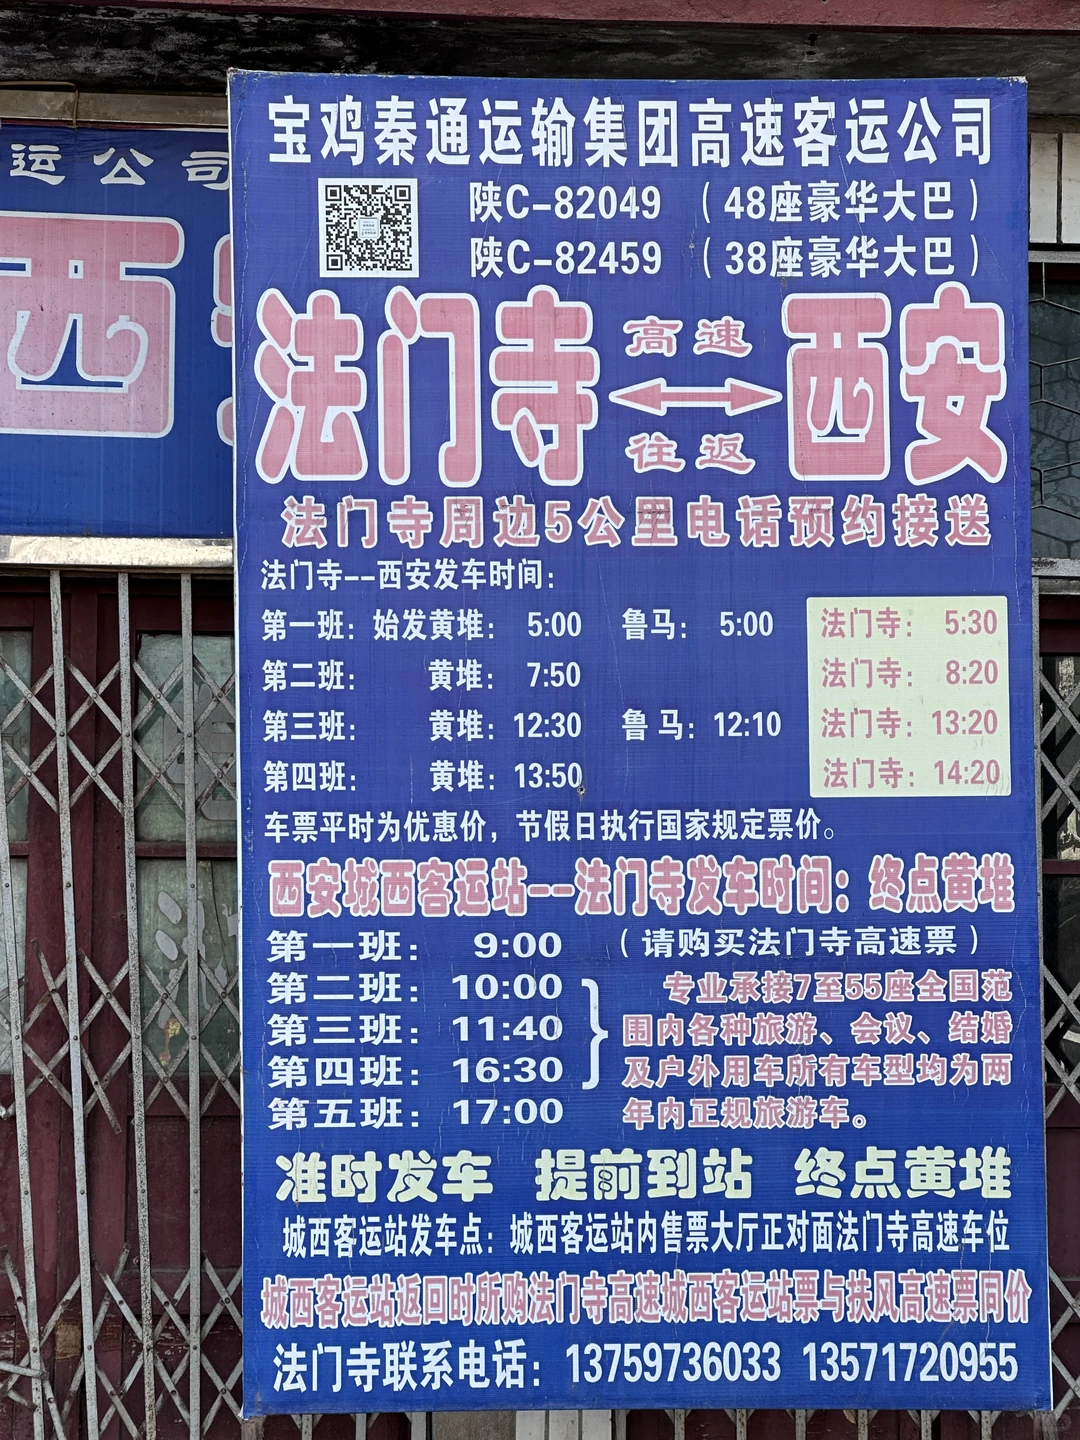 运公司
西
宝鸡秦通运输集团高速客运公司
陕C-82049 （48座豪华大巴）
陕C-82459 （38座豪华大巴）
法门寺 高速往返 西安
法门寺周边5公里电话预约接送
法门寺--西安发车时间：
第一班：始发黄堆： 5:00 鲁马： 5:00 法门寺： 5:30
第二班： 黄堆： 7:50 法门寺： 8:20
第三班： 黄堆：12:30 鲁马：12:10 法门寺：13:20
第四班： 黄堆：13:50 法门寺：14:20
车票平时为优惠价，节假日执行国家规定票价。
西安城西客运站--法门寺发车时间：终点黄堆
第一班： 9:00 （请购买法门寺高速票）
第二班： 10:00 专业承接7至55座全国范
第三班： 11:40 围内各种旅游、会议、结婚
第四班： 16:30 及户外用车所有车型均为两
第五班： 17:00 年内正规旅游车。
准时发车 提前到站 终点黄堆
城西客运站发车点：城西客运站内售票大厅正对面法门寺高速车位
城西客运站返回时所购法门寺高速城西客运站票与扶风高速票同价
法门寺联系电话：13759736033 13571720955